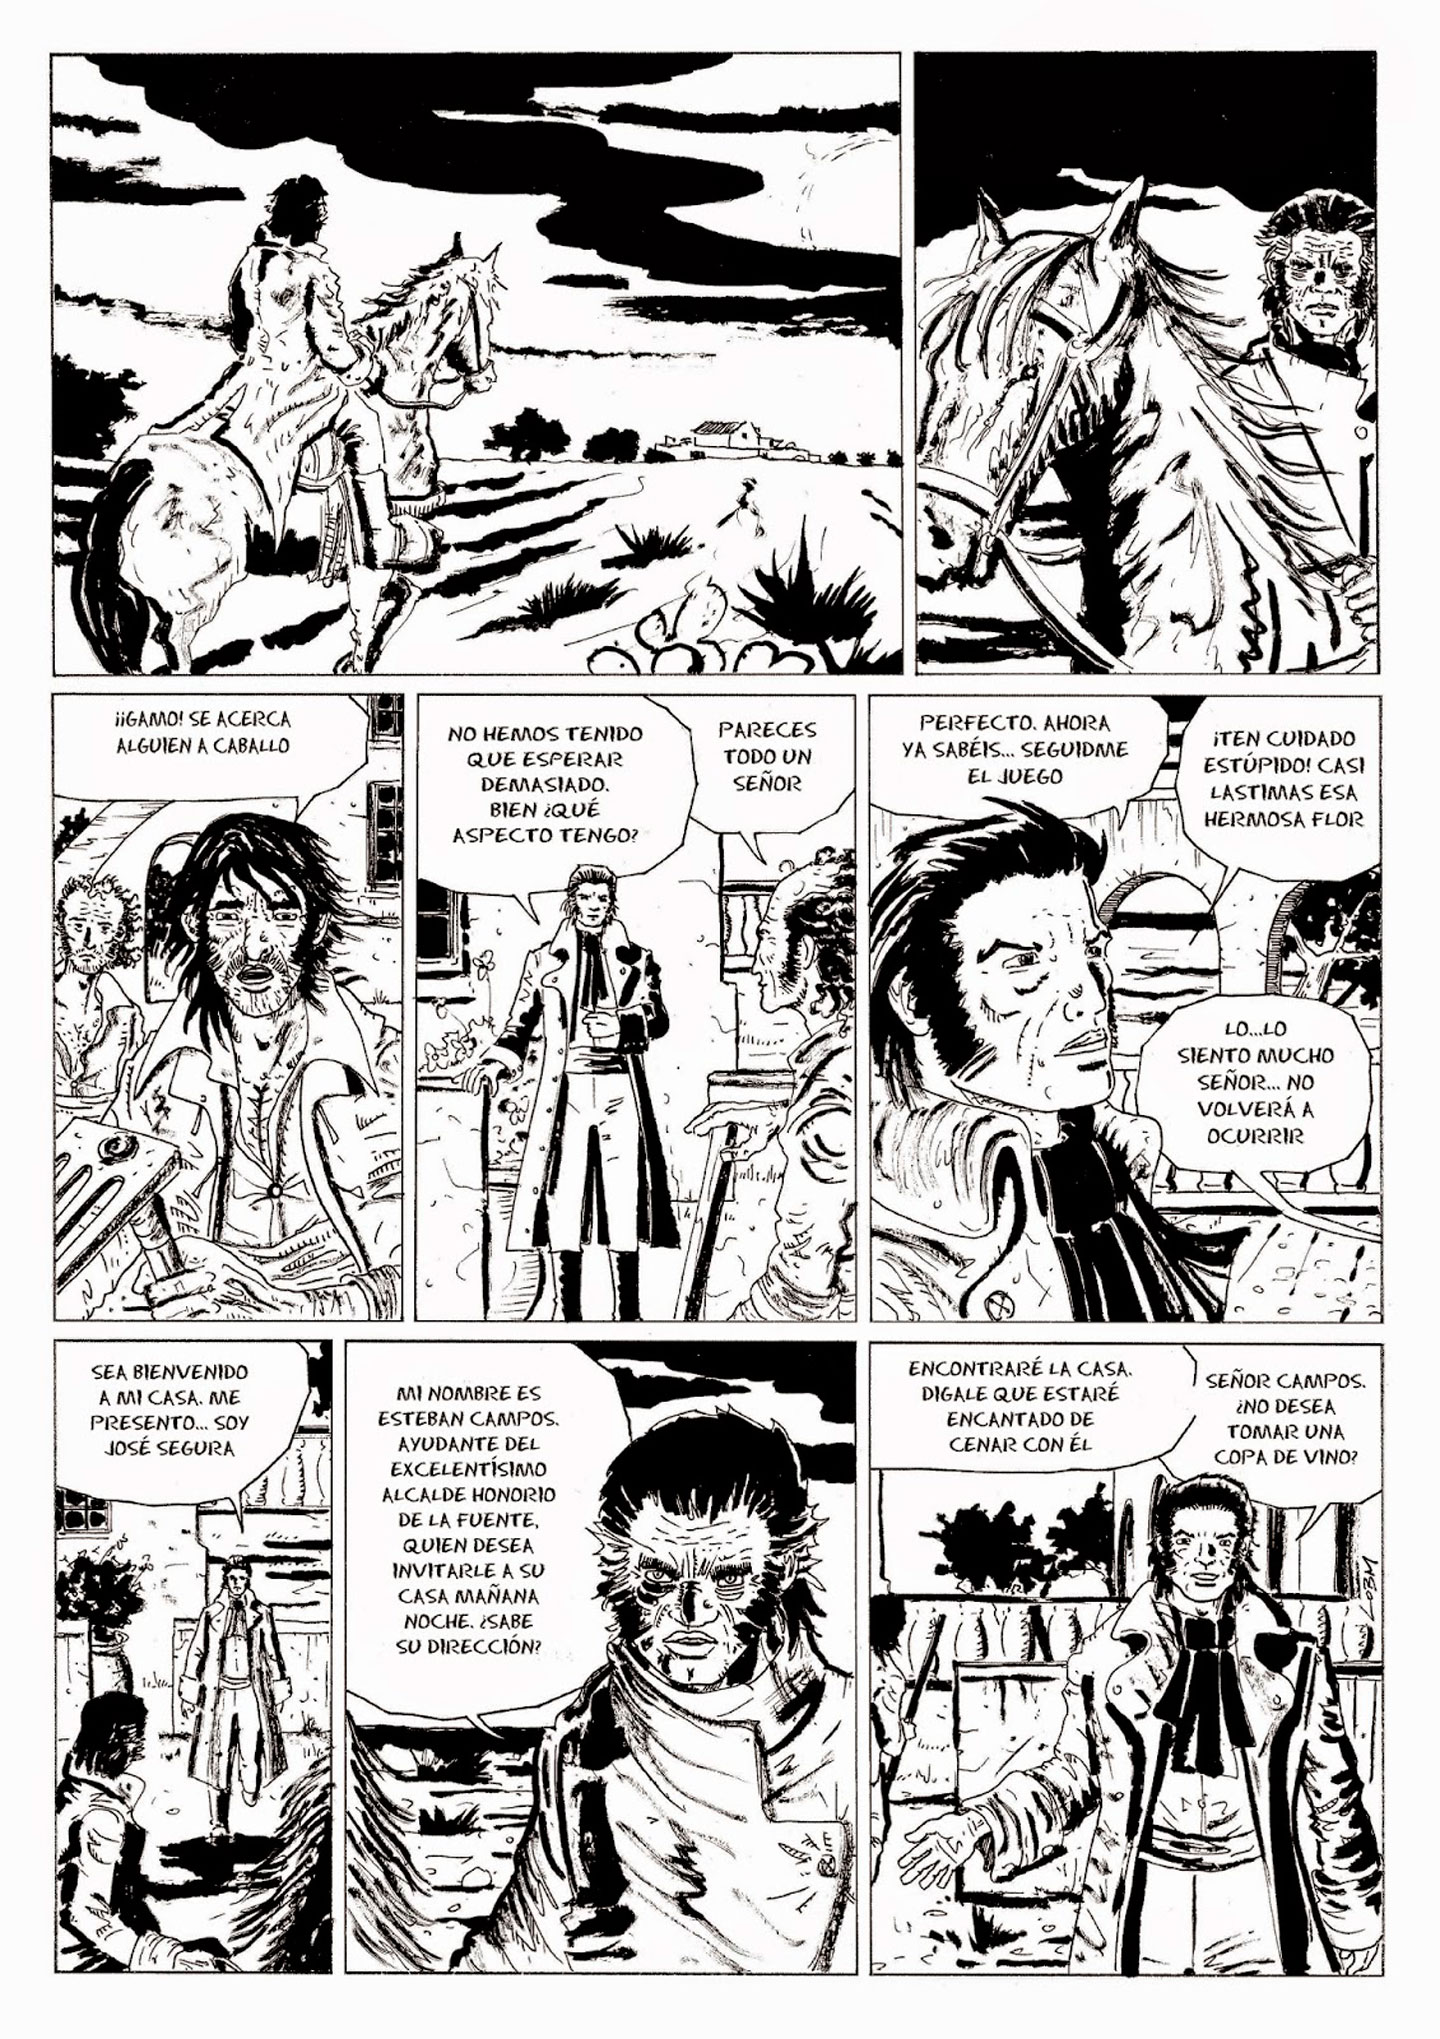 ¡¡GAMO! SE ACERCA
ALGUIEN A CABALLO
NO HEMOS TENIDO
QUE ESPERAR
DEMASIADO.
BIEN ¿QUÉ
ASPECTO TENGO?
PARECES
TODO UN
SEÑOR
PERFECTO. AHORA
YA SABÉIS... SEGUIDME
EL JUEGO
¡TEN CUIDADO
ESTÚPIDO! CASI
LASTIMAS ESA
HERMOSA FLOR
LO...LO
SIENTO MUCHO
SEÑOR... NO
VOLVERÁ A
OCURRIR
SEA BIENVENIDO
A MI CASA. ME
PRESENTO... SOY
JOSÉ SEGURA
MI NOMBRE ES
ESTEBAN CAMPOS.
AYUDANTE DEL
EXCELENTÍSIMO
ALCALDE HONORIO
DE LA FUENTE,
QUIEN DESEA
INVITARLE A SU
CASA MAÑANA
NOCHE. ¿SABE
SU DIRECCIÓN?
ENCONTRARÉ LA CASA.
DIGALE QUE ESTARÉ
ENCANTADO DE
CENAR CON ÉL
SEÑOR CAMPOS.
¿NO DESEA
TOMAR UNA
COPA DE VINO?